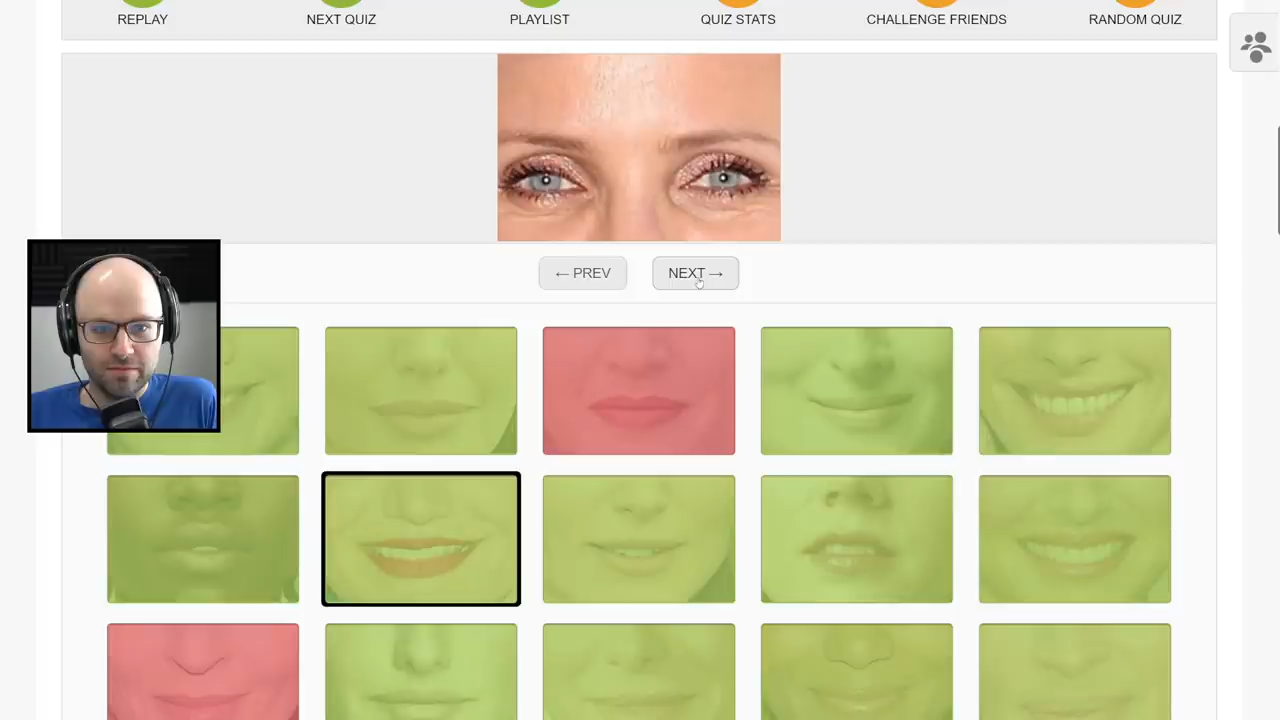 REPLAY NEXT QUIZ PLAYLIST QUIZ STATS CHALLENGE FRIENDS RANDOM QUIZ
← PREV NEXT →